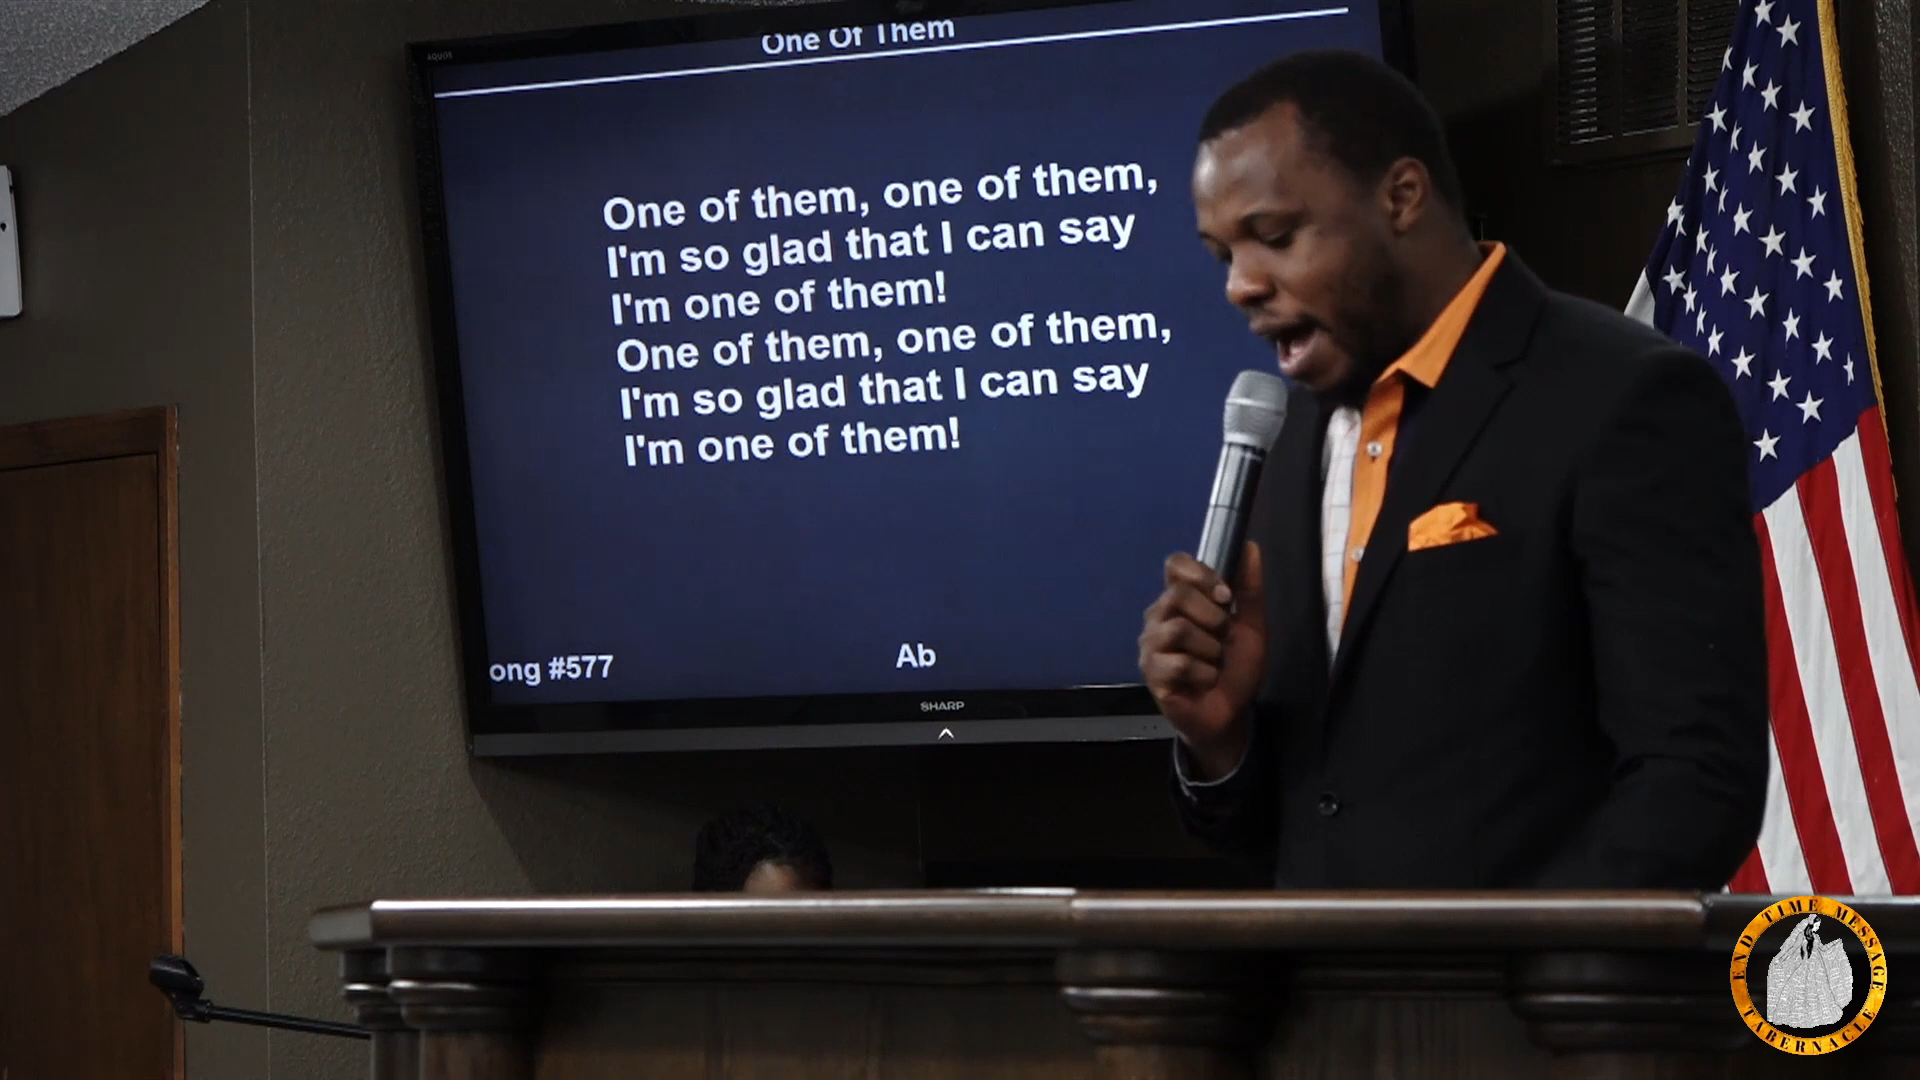 AQUOS
One Of Them
One of them, one of them,
I'm so glad that I can say
I'm one of them!
One of them, one of them,
I'm so glad that I can say
I'm one of them!
ong #577
Ab
SHARP
END TIME MESSAGE
TABERNACLE